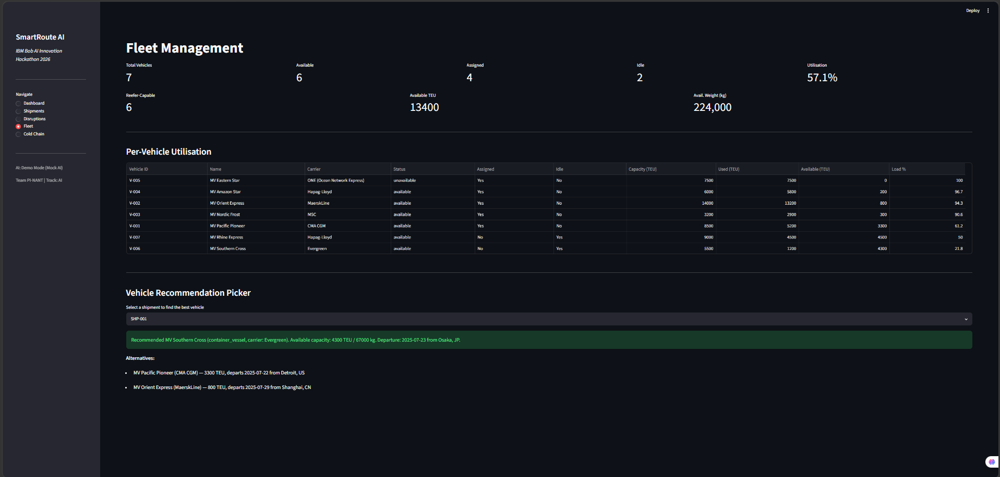 Deploy
SmartRoute AI
IBM Bob AI Innovation
Hackathon 2026
Navigate
Dashboard
Shipments
Disruptions
Fleet
Cold Chain
AI: Demo Mode (Mock AI)
Team PI-NANT | Track: AI
Fleet Management
Total Vehicles Available Assigned Idle Utilisation
7 6 4 2 57.1%
Reefer-Capable Available TEU Avail. Weight (kg)
6 13400 224,000
Per-Vehicle Utilisation
Vehicle ID Name Carrier Status Assigned Idle Capacity (TEU) Used (TEU) Available (TEU) Load %
V-005 MV Eastern Star ONE (Ocean Network Express) unavailable Yes No 7500 7500 0 100
V-004 MV Amazon Star Hapag-Lloyd available Yes No 6000 5800 200 96.7
V-002 MV Orient Express MaerskLine available Yes No 14000 13200 800 94.3
V-003 MV Nordic Frost MSC available Yes No 3200 2900 300 90.6
V-001 MV Pacific Pioneer CMA CGM available Yes No 8500 5200 3300 61.2
V-007 MV Rhine Express Hapag-Lloyd available No Yes 9000 4500 4500 50
V-006 MV Southern Cross Evergreen available No Yes 5500 1200 4300 21.8
Vehicle Recommendation Picker
Select a shipment to find the best vehicle
SHP-001
Recommended MV Southern Cross (container_vessel, carrier: Evergreen). Available capacity: 4300 TEU / 67000 kg. Departure: 2025-07-23 from Osaka, JP.
Alternatives:
• MV Pacific Pioneer (CMA CGM) — 3300 TEU, departs 2025-07-22 from Detroit, US
• MV Orient Express (MaerskLine) — 800 TEU, departs 2025-07-29 from Shanghai, CN